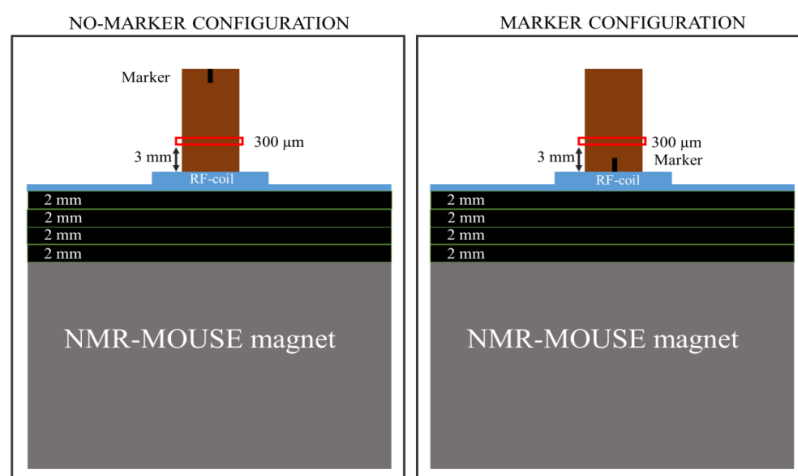 NO-MARKER CONFIGURATION
Marker
300 μm
3 mm
RF-coil
2 mm
2 mm
2 mm
2 mm
NMR-MOUSE magnet
MARKER CONFIGURATION
300 μm
3 mm
Marker
RF-coil
2 mm
2 mm
2 mm
2 mm
NMR-MOUSE magnet